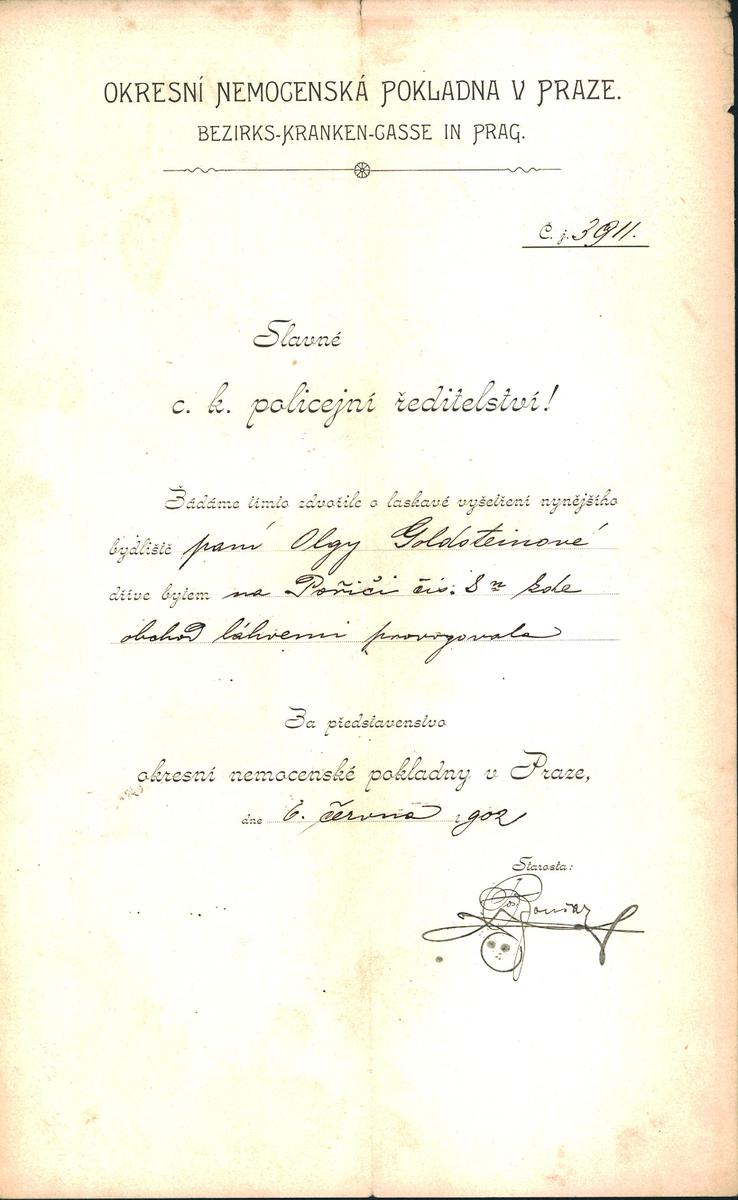 OKRESNÍ NEMOCENSKÁ POKLADNA V PRAZE.
BEZIRKS-KRANKEN-CASSE IN PRAG.
Č. j. 3911.
Slavné
c. k. policejní ředitelství!
Žádáme tímto zdvořile o laskavé vyšetření nynějšího
bydliště paní Olgy Goldsteinové
dříve bytem na Poříčí čís. 8 kde
obchod láhvemi provozovala
Za představenstvo
okresní nemocenské pokladny v Praze,
dne 6. června 1902
Starosta: